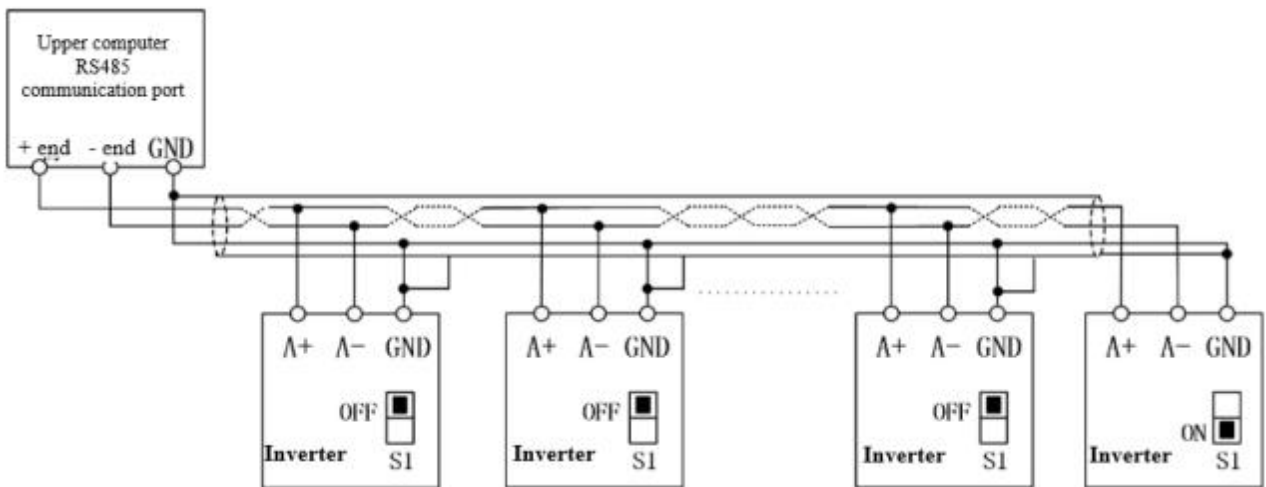 Upper computer
RS485
communication port
+ end - end GND
A+ A- GND
OFF
Inverter
S1
A+ A- GND
OFF
Inverter
S1
A+ A- GND
OFF
Inverter
S1
A+ A- GND
ON
Inverter
S1